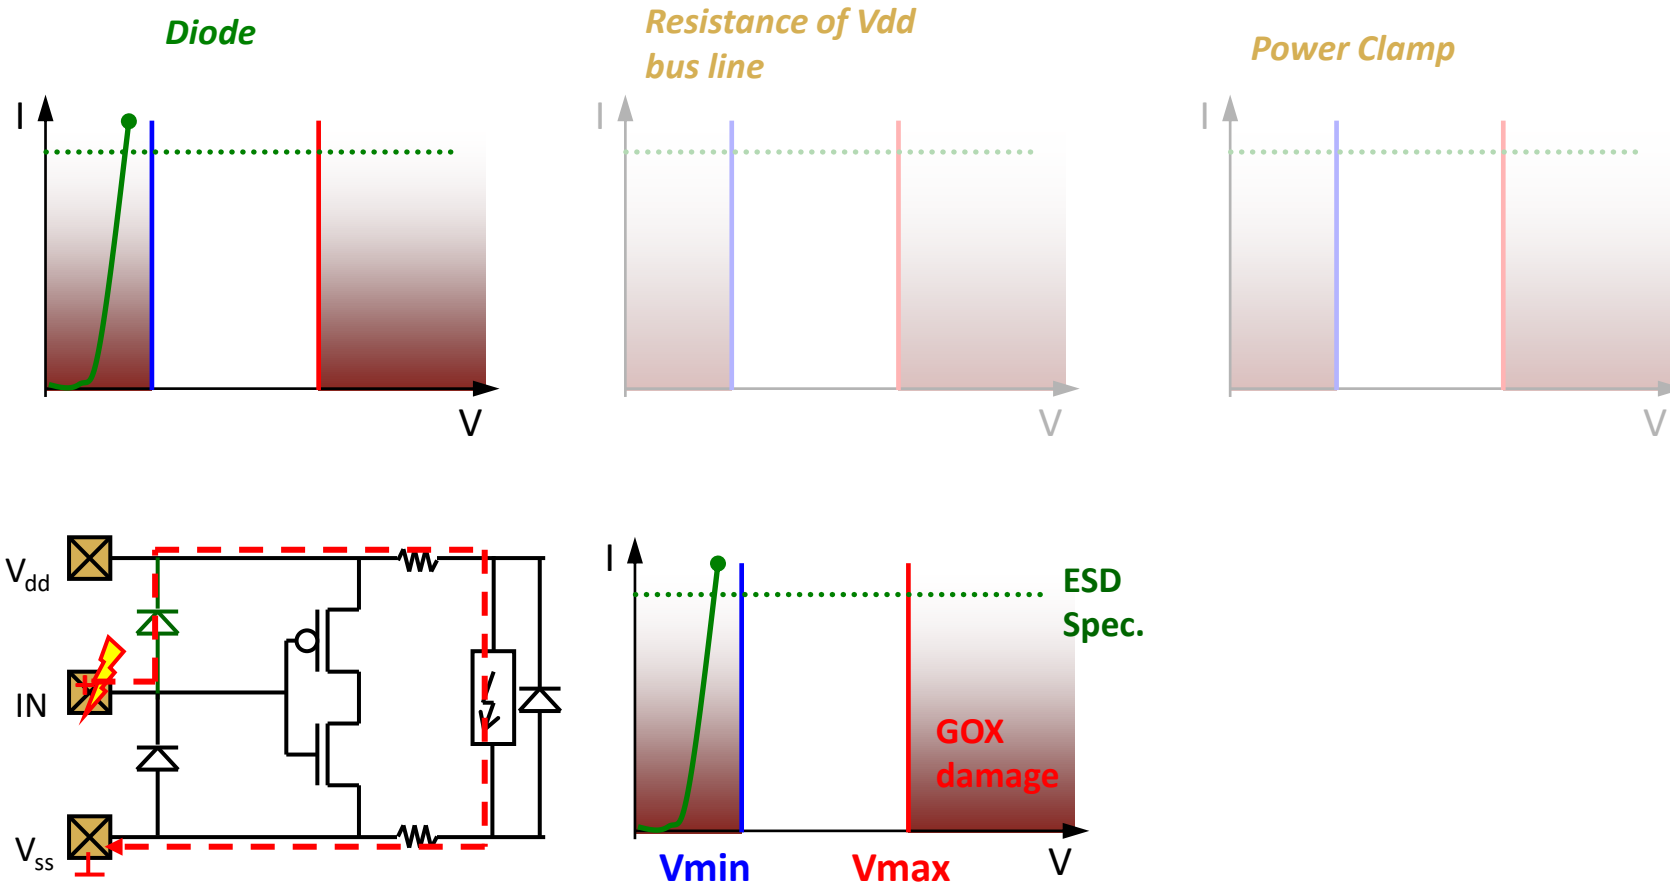 Diode
Resistance of Vdd
bus line
Power Clamp
I
V
I
V
I
V
Vdd
IN
Vss
I
ESD
Spec.
GOX
damage
V
Vmin
Vmax